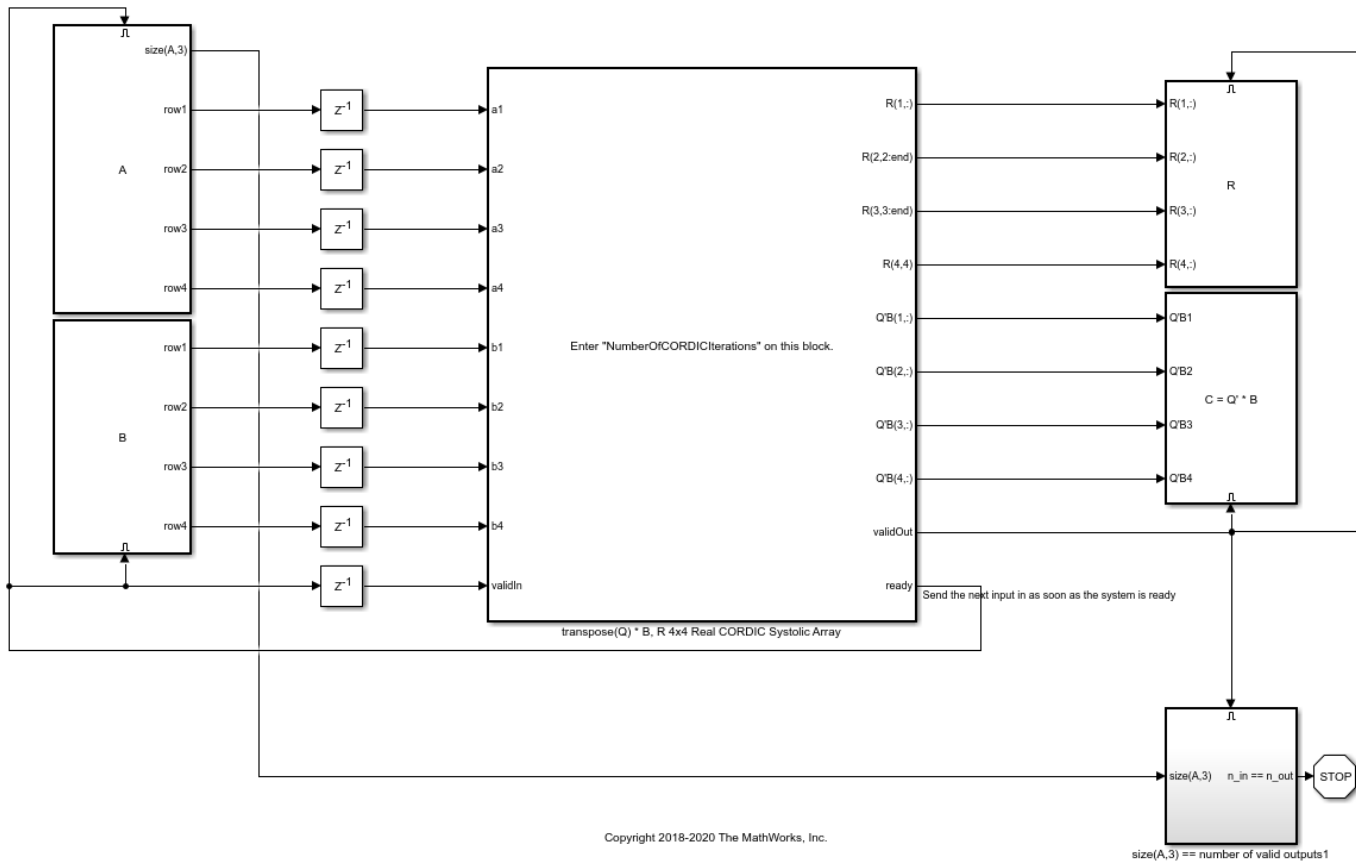 size(A,3)
row1
row2
A
row3
row4
row1
row2
B
row3
row4
z-1
z-1
z-1
z-1
z-1
z-1
z-1
z-1
z-1
a1
a2
a3
a4
b1
b2
b3
b4
validIn
Enter "NumberOfCORDICIterations" on this block.
R(1,:)
R(2,2:end)
R(3,3:end)
R(4,4)
Q'B(1,:)
Q'B(2,:)
Q'B(3,:)
Q'B(4,:)
validOut
ready
transpose(Q) * B, R 4x4 Real CORDIC Systolic Array
Send the next input in as soon as the system is ready
R(1,:)
R(2,:)
R
R(3,:)
R(4,:)
Q'B1
Q'B2
C = Q' * B
Q'B3
Q'B4
size(A,3) n_in == n_out
STOP
size(A,3) == number of valid outputs1
Copyright 2018-2020 The MathWorks, Inc.